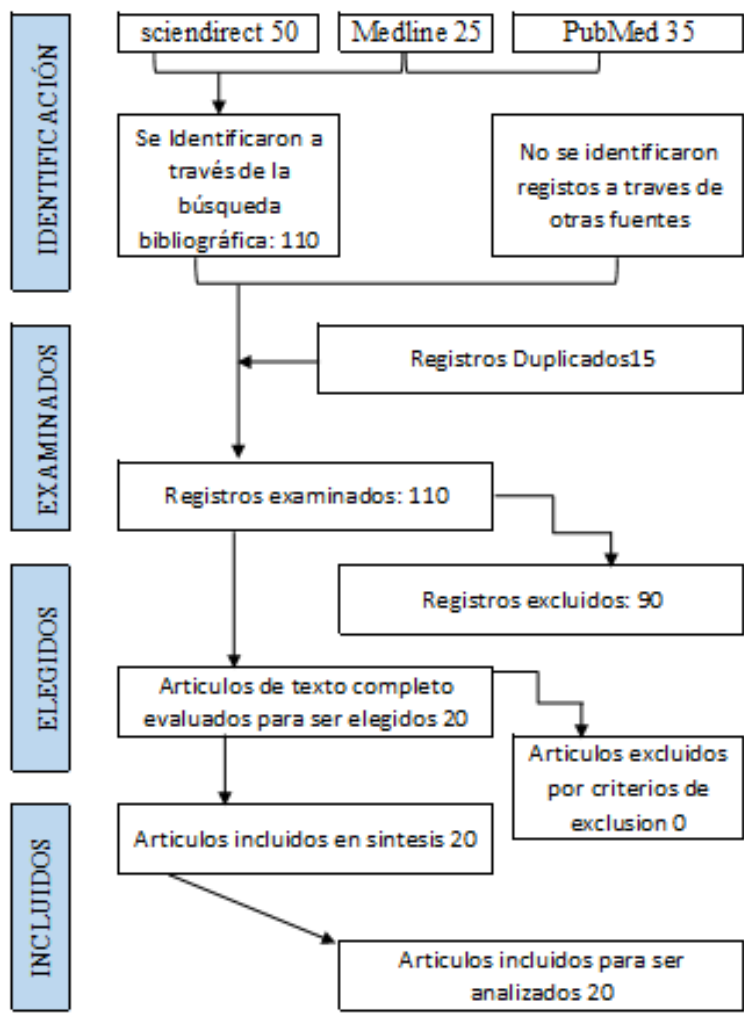 sciendirect 50
Medline 25
PubMed 35
IDENTIFICACIÓN
Se Identificaron a
través de la
búsqueda
bibliográfica: 110
No se identificaron
registos a traves de
otras fuentes
EXAMINADOS
Registros Duplicados15
Registros examinados: 110
ELEGIDOS
Registros excluidos: 90
Articulos de texto completo
evaluados para ser elegidos 20
Articulos excluidos
por criterios de
exclusion 0
INCLUIDOS
Articulos incluidos en sintesis 20
Articulos incluidos para ser
analizados 20